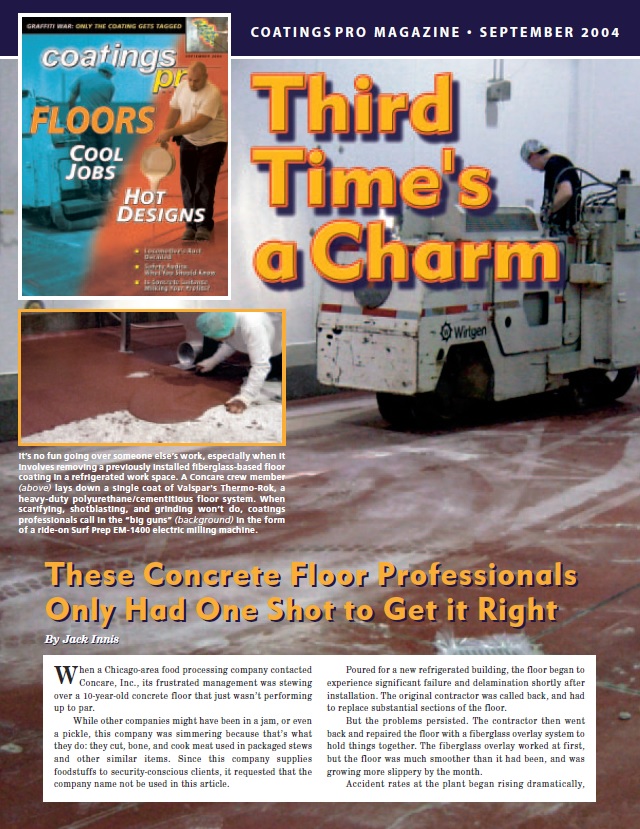 COATINGSPRO MAGAZINE • SEPTEMBER 2004
GRAFFITI WAR: ONLY THE COATING GETS TAGGED
coatings
pro
FLOORS
COOL
JOBS
HOT
DESIGNS
What You Should Know
Third
Time's
a Charm
Wirtgen
It's no fun going over someone else's work, especially when it
involves removing a previously installed fiberglass-based floor
coating in a refrigerated work space. A Concare crew member
(above) lays down a single coat of Valspar's Thermo-Rok, a
heavy-duty polyurethane/cementitious floor system. When
scarifying, shotblasting, and grinding won't do, coatings
professionals call in the "big guns" (background) in the form
of a ride-on Surf Prep EM-1400 electric milling machine.
These Concrete Floor Professionals
Only Had One Shot to Get it Right
By Jack Innis
When a Chicago-area food processing company contacted
Concare, Inc., its frustrated management was stewing
over a 10-year-old concrete floor that just wasn't performing
up to par.
While other companies might have been in a jam, or even
a pickle, this company was simmering because that's what
they do: they cut, bone, and cook meat used in packaged stews
and other similar items. Since this company supplies
foodstuffs to security-conscious clients, it requested that the
company name not be used in this article.
Poured for a new refrigerated building, the floor began to
experience significant failure and delamination shortly after
installation. The original contractor was called back, and had
to replace substantial sections of the floor.
But the problems persisted. The contractor then went
back and repaired the floor with a fiberglass overlay system to
hold things together. The fiberglass overlay worked at first,
but the floor was much smoother than it had been, and was
growing more slippery by the month.
Accident rates at the plant began rising dramatically,